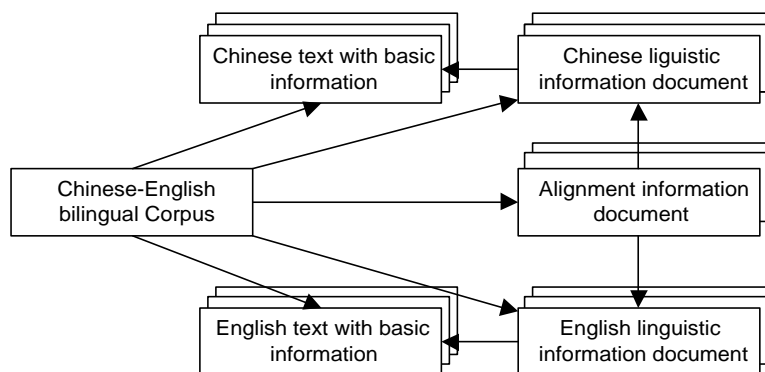 Chinese text with basic
information
Chinese liguistic
information document
Chinese-English
bilingual Corpus
Alignment information
document
English text with basic
information
English linguistic
information document